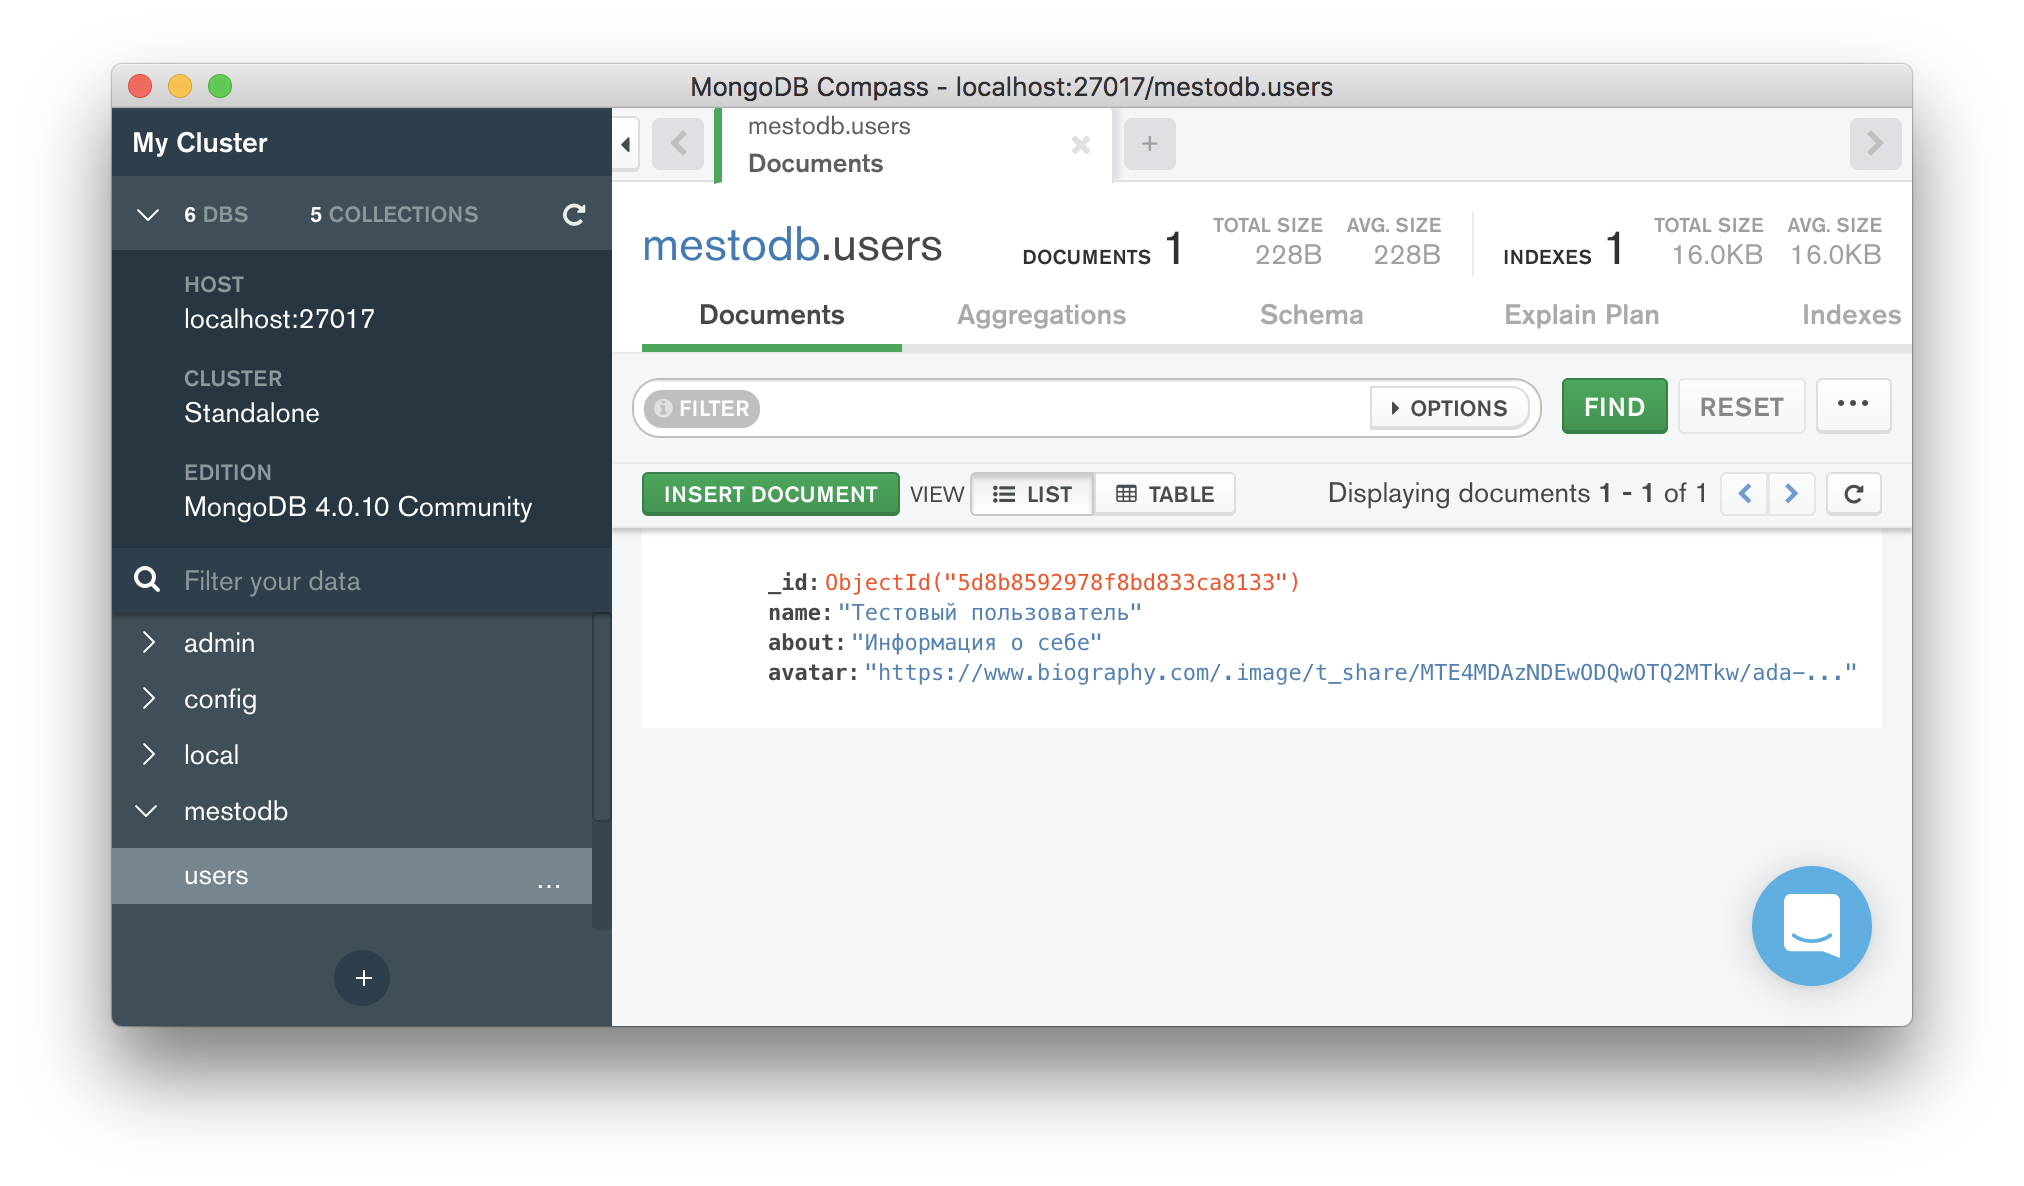 MongoDB Compass - localhost:27017/mestodb.users
My Cluster
6 DBS 5 COLLECTIONS
HOST
localhost:27017
CLUSTER
Standalone
EDITION
MongoDB 4.0.10 Community
Filter your data
admin
config
local
mestodb
users ...
+
mestodb.users
Documents
+
mestodb.users
DOCUMENTS 1
TOTAL SIZE AVG. SIZE
228B 228B
INDEXES 1
TOTAL SIZE AVG. SIZE
16.0KB 16.0KB
Documents Aggregations Schema Explain Plan Indexes
FILTER OPTIONS FIND RESET ...
INSERT DOCUMENT VIEW LIST TABLE Displaying documents 1 - 1 of 1
_id: ObjectId("5d8b8592978f8bd833ca8133")
name: "Тестовый пользователь"
about: "Информация о себе"
avatar: "https://www.biography.com/.image/t_share/MTE4MDAzNDEwODQwOTQ2MTkw/ada-..."